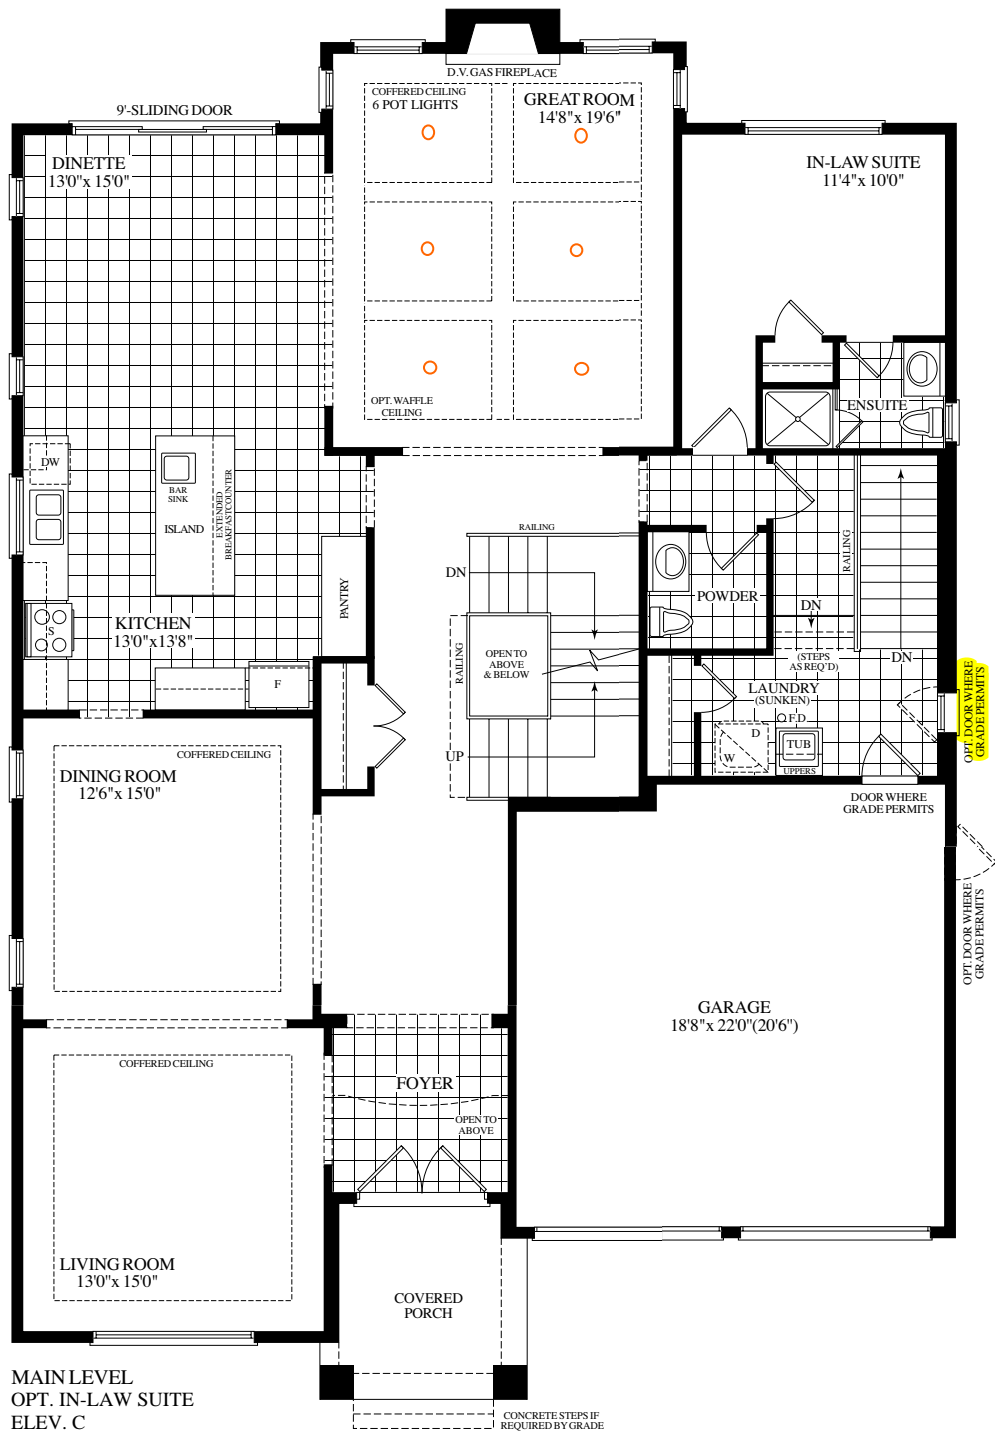 D.V. GAS FIREPLACE
COFFERED CEILING
6 POT LIGHTS
GREAT ROOM
14'8" x 19'6"
OPT. WAFFLE
CEILING
9'-SLIDING DOOR
DINETTE
13'0" x 15'0"
IN-LAW SUITE
11'4" x 10'0"
ENSUITE
DW
BAR
SINK
ISLAND
EXTENDED
BREAKFAST COUNTER
S
KITCHEN
13'0" x 13'8"
PANTRY
F
RAILING
DN
RAILING
OPEN TO
ABOVE
& BELOW
UP
POWDER
RAILING
DN
(STEPS
AS REQ'D)
DN
LAUNDRY
(SUNKEN)
F.D.
D
W
TUB
UPPERS
OPT. DOOR WHERE
GRADE PERMITS
DOOR WHERE
GRADE PERMITS
OPT. DOOR WHERE
GRADE PERMITS
COFFERED CEILING
DINING ROOM
12'6" x 15'0"
GARAGE
18'8" x 22'0" (20'6")
COFFERED CEILING
FOYER
OPEN TO
ABOVE
LIVING ROOM
13'0" x 15'0"
COVERED
PORCH
CONCRETE STEPS IF
REQUIRED BY GRADE
MAIN LEVEL
OPT. IN-LAW SUITE
ELEV. C